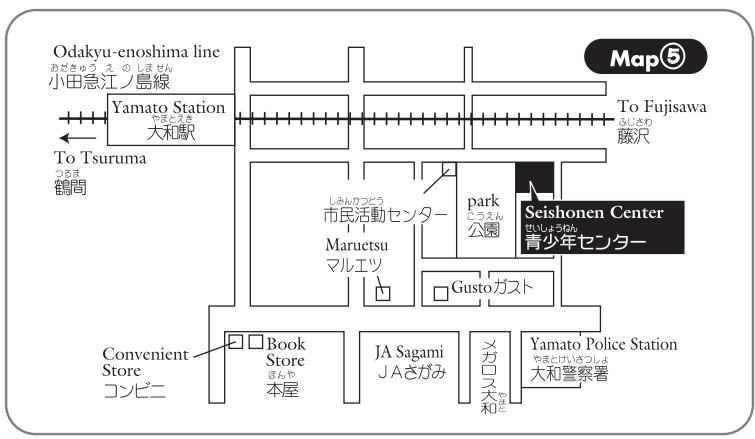 Map⑤
Odakyu-enoshima line
おだきゅう え の しません
小田急江ノ島線
Yamato Station
やまとえき
大和駅
To Fujisawa
ふじさわ
藤沢
To Tsuruma
つるま
鶴間
しみんかつどう
市民活動センター
park
こうえん
公園
Seishonen Center
せいしょうねん
青少年センター
Maruetsu
マルエツ
Gustoガスト
Convenient
Store
コンビニ
Book
Store
ほんや
本屋
JA Sagami
JAさがみ
メガロス大和
やまと
Yamato Police Station
やまとけいさつしょ
大和警察署